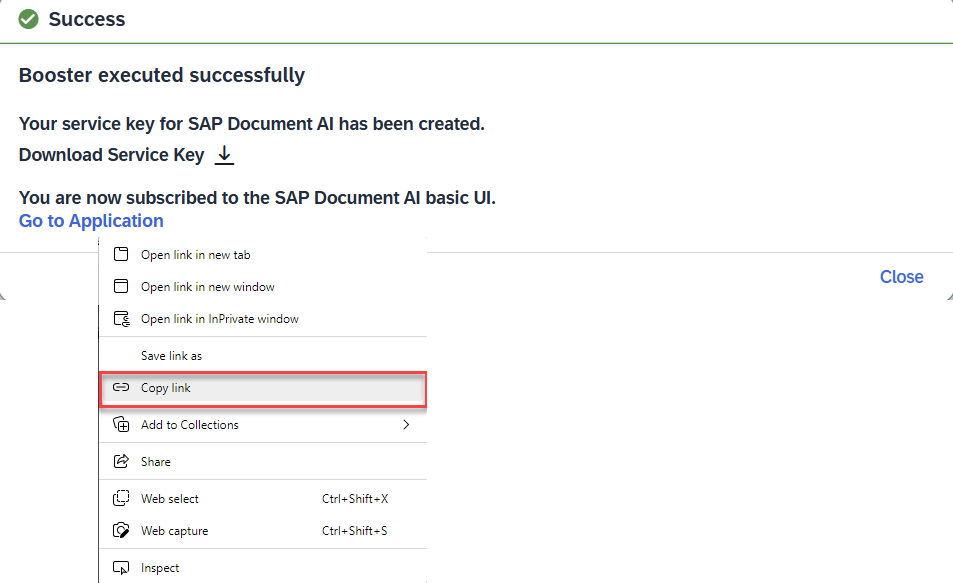 Success
Booster executed successfully
Your service key for SAP Document AI has been created.
Download Service Key
You are now subscribed to the SAP Document AI basic UI.
Go to Application
Open link in new tab
Open link in new window
Close
Open link in InPrivate window
Save link as
Copy link
Add to Collections
Share
Web select Ctrl+Shift+X
Web capture Ctrl+Shift+S
Inspect